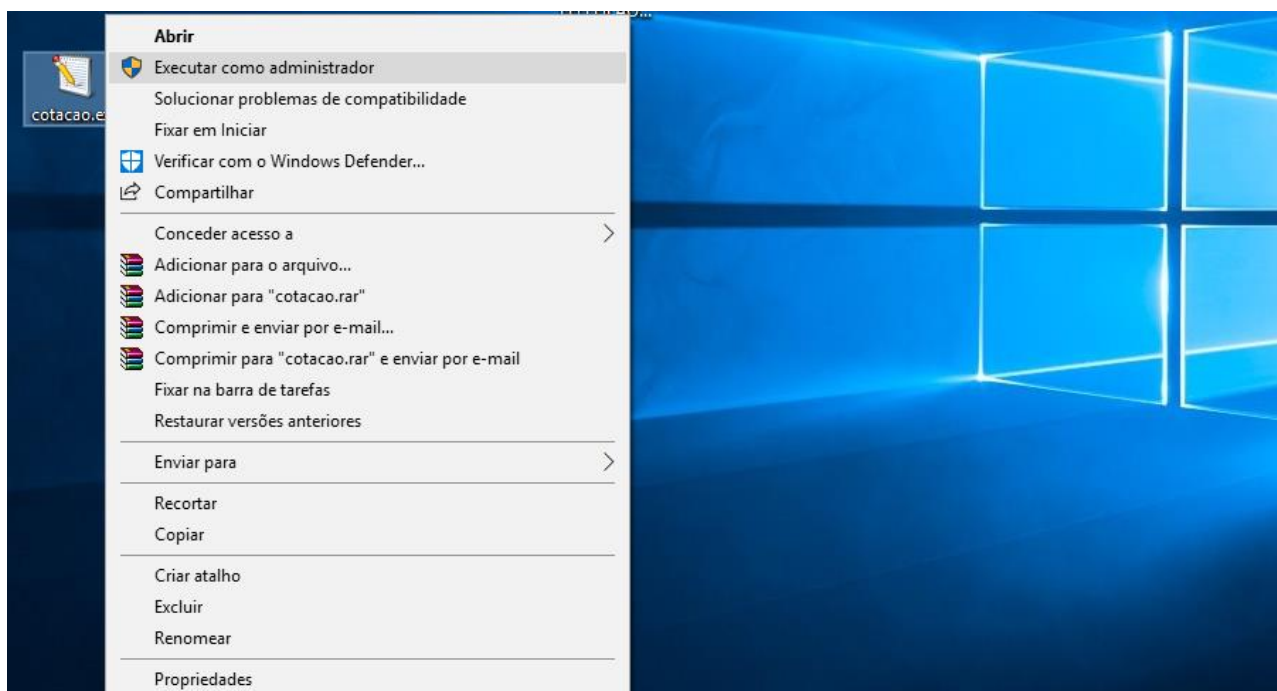 Abrir
Executar como administrador
Solucionar problemas de compatibilidade
Fixar em Iniciar
Verificar com o Windows Defender...
Compartilhar
Conceder acesso a
Adicionar para o arquivo...
Adicionar para "cotacao.rar"
Comprimir e enviar por e-mail...
Comprimir para "cotacao.rar" e enviar por e-mail
Fixar na barra de tarefas
Restaurar versões anteriores
Enviar para
Recortar
Copiar
Criar atalho
Excluir
Renomear
Propriedades
cotacao.e